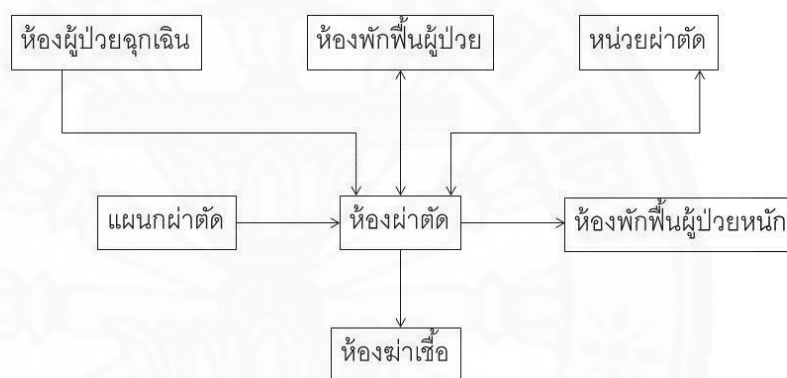 ห้องผู้ป่วยฉุกเฉิน
ห้องพักฟื้นผู้ป่วย
หน่วยผ่าตัด
แผนกผ่าตัด
ห้องผ่าตัด
ห้องพักฟื้นผู้ป่วยหนัก
ห้องฆ่าเชื้อ